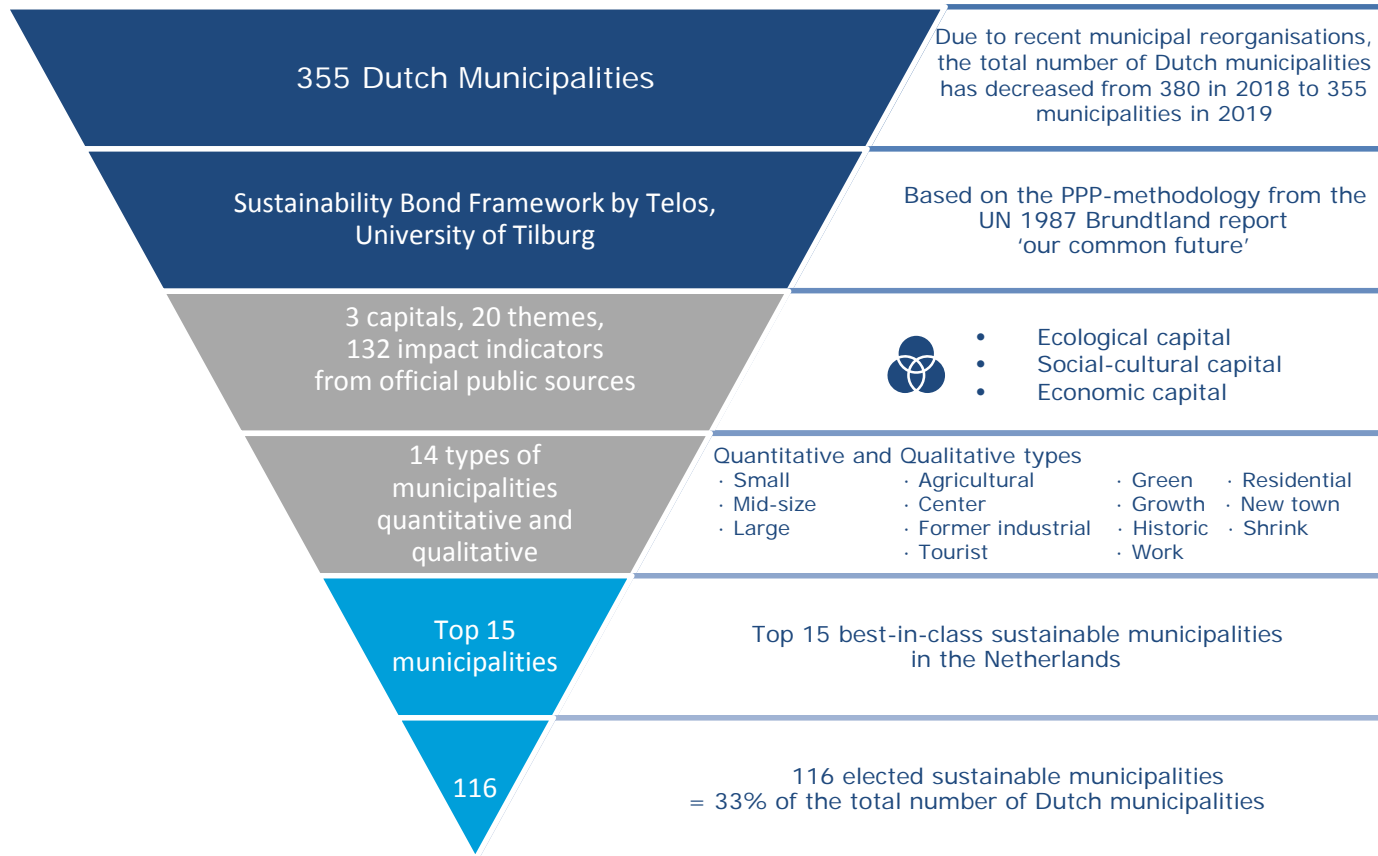 355 Dutch Municipalities
Due to recent municipal reorganisations,
the total number of Dutch municipalities
has decreased from 380 in 2018 to 355
municipalities in 2019
Sustainability Bond Framework by Telos,
University of Tilburg
Based on the PPP-methodology from the
UN 1987 Brundtland report
‘our common future’
3 capitals, 20 themes,
132 impact indicators
from official public sources
• Ecological capital
• Social-cultural capital
• Economic capital
14 types of
municipalities
quantitative and
qualitative
Quantitative and Qualitative types
· Small · Agricultural · Green · Residential
· Mid-size · Center · Growth · New town
· Large · Former industrial · Historic · Shrink
· Tourist · Work
Top 15
municipalities
Top 15 best-in-class sustainable municipalities
in the Netherlands
116
116 elected sustainable municipalities
= 33% of the total number of Dutch municipalities